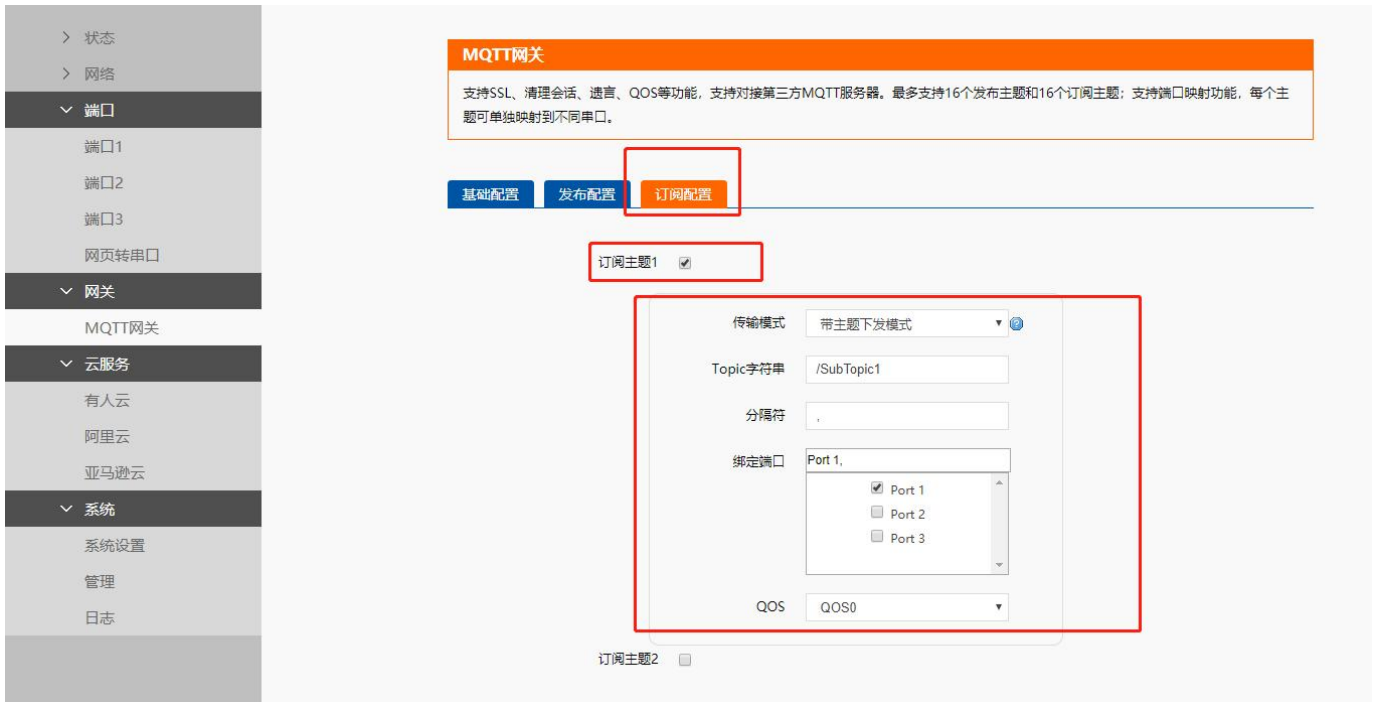 状态
网络
端口
端口1
端口2
端口3
网页转串口
网关
MQTT网关
云服务
有人云
阿里云
亚马逊云
系统
系统设置
管理
日志
MQTT网关
支持SSL、清理会话、遗言、QOS等功能，支持对接第三方MQTT服务器。最多支持16个发布主题和16个订阅主题；支持端口映射功能，每个主
题可单独映射到不同串口。
基础配置 发布配置 订阅配置
订阅主题1
传输模式 带主题下发模式
Topic字符串 /SubTopic1
分隔符 ,
绑定端口 Port 1,
Port 1
Port 2
Port 3
QOS QOS0
订阅主题2